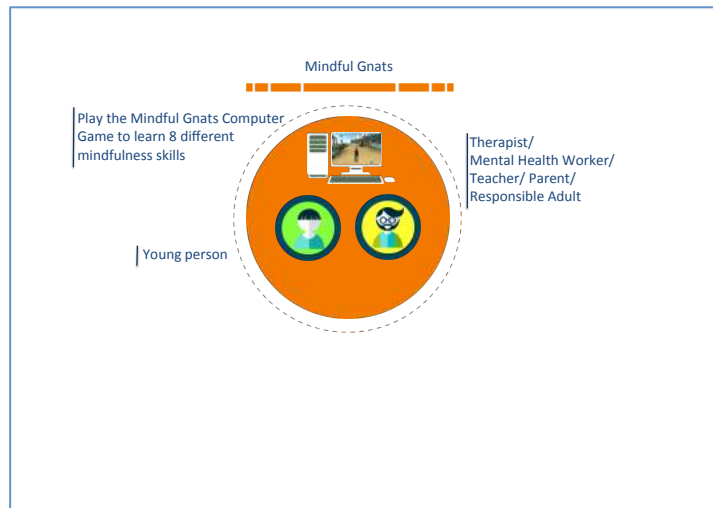 Mindful Gnats
Play the Mindful Gnats Computer
Game to learn 8 different
mindfulness skills
Therapist/
Mental Health Worker/
Teacher/ Parent/
Responsible Adult
Young person